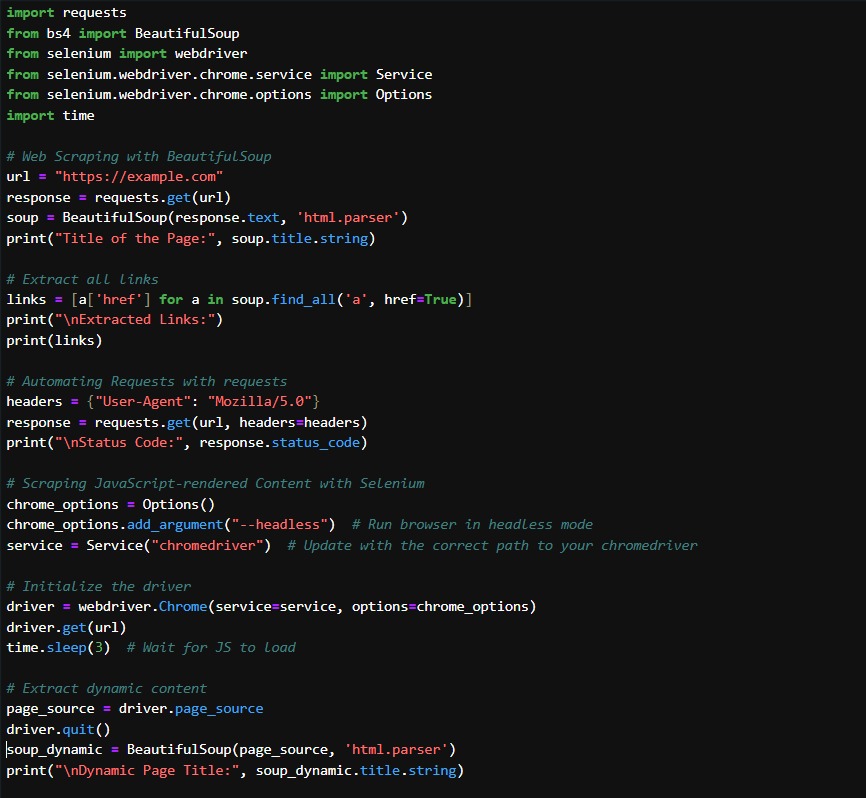 import requests
from bs4 import BeautifulSoup
from selenium import webdriver
from selenium.webdriver.chrome.service import Service
from selenium.webdriver.chrome.options import Options
import time
# Web Scraping with BeautifulSoup
url = "https://example.com"
response = requests.get(url)
soup = BeautifulSoup(response.text, 'html.parser')
print("Title of the Page:", soup.title.string)
# Extract all links
links = [a['href'] for a in soup.find_all('a', href=True)]
print("\nExtracted Links:")
print(links)
# Automating Requests with requests
headers = {"User-Agent": "Mozilla/5.0"}
response = requests.get(url, headers=headers)
print("\nStatus Code:", response.status_code)
# Scraping JavaScript-rendered Content with Selenium
chrome_options = Options()
chrome_options.add_argument("--headless")  # Run browser in headless mode
service = Service("chromedriver")  # Update with the correct path to your chromedriver
# Initialize the driver
driver = webdriver.Chrome(service=service, options=chrome_options)
driver.get(url)
time.sleep(3)  # Wait for JS to load
# Extract dynamic content
page_source = driver.page_source
driver.quit()
soup_dynamic = BeautifulSoup(page_source, 'html.parser')
print("\nDynamic Page Title:", soup_dynamic.title.string)